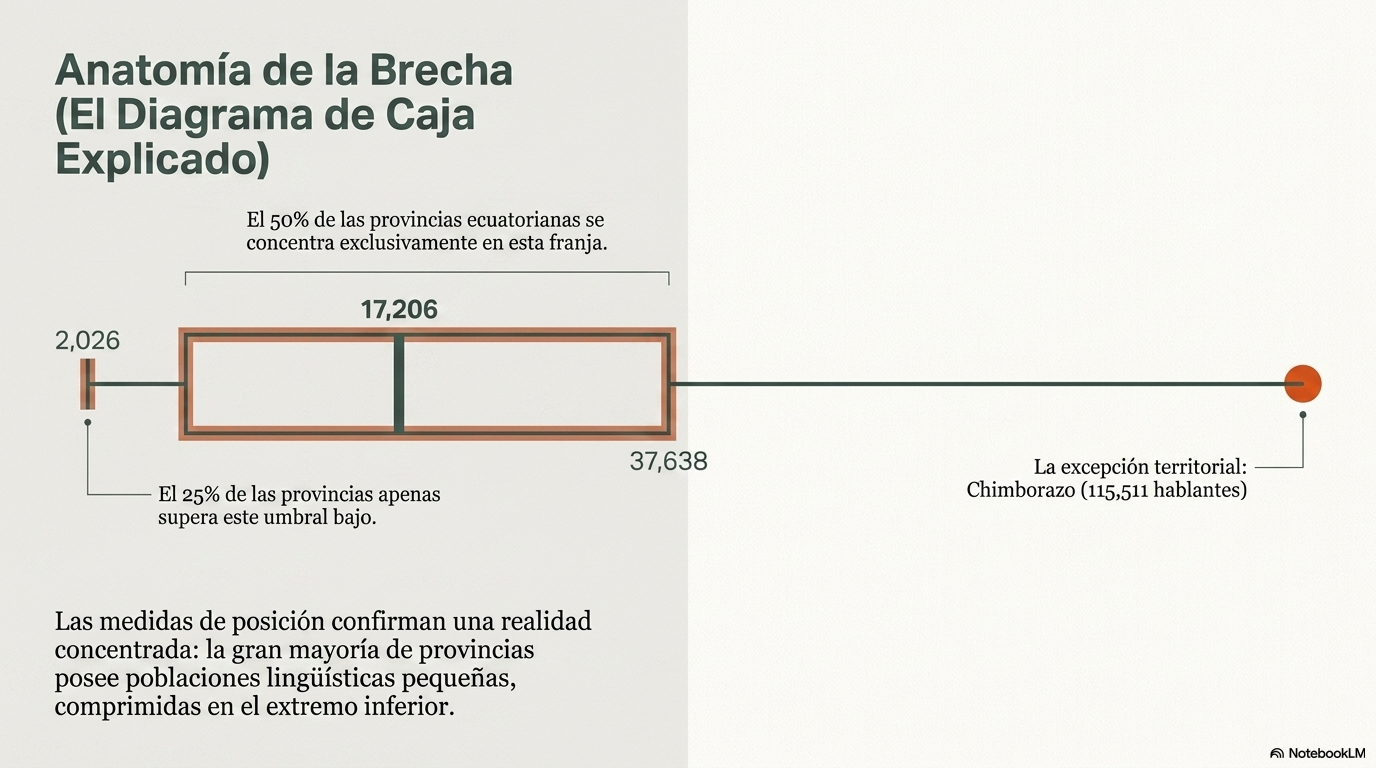 Anatomía de la Brecha
(El Diagrama de Caja
Explicado)
El 50% de las provincias ecuatorianas se
concentra exclusivamente en esta franja.
17,206
2,026
37,638
El 25% de las provincias apenas
supera este umbral bajo.
La excepción territorial:
Chimborazo (115,511 hablantes)
Las medidas de posición confirman una realidad
concentrada: la gran mayoría de provincias
posee poblaciones lingüísticas pequeñas,
comprimidas en el extremo inferior.
NotebookLM